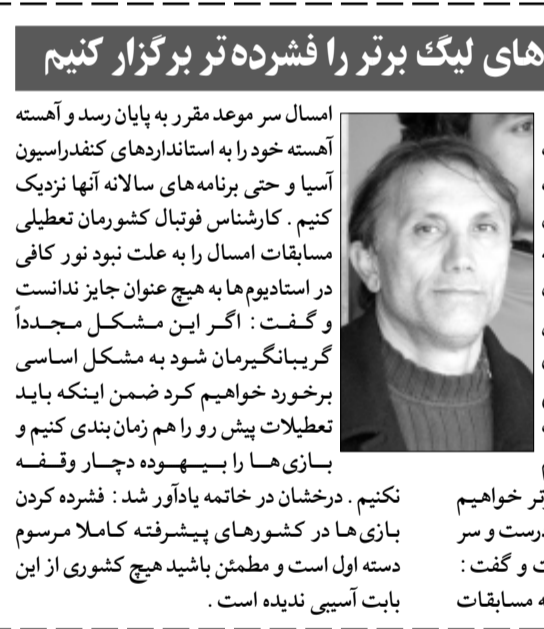 های لیگ برتر را فشرده تر برگزار کنیم
تر خواهیم
درست و سر
ت و گفت :
ه مسابقات
امسال سر موعد مقرر به پایان رسد و آهسته
آهسته خود را به استانداردهای کنفدراسیون
آسیا و حتی برنامه‌های سالانه آنها نزدیک
کنیم . کارشناس فوتبال کشورمان تعطیلی
مسابقات امسال را به علت نبود نور کافی
در استادیوم‌ها به هیچ عنوان جایز ندانست
و گفت : اگر این مشکل مجدداً
گریبانگیرمان شود به مشکل اساسی
برخورد خواهیم کرد ضمن اینکه باید
تعطیلات پیش رو را هم زمان‌بندی کنیم و
بازی‌ها را بیهوده دچار وقفه
نکنیم . درخشان در خاتمه یادآور شد : فشرده کردن
بازی‌ها در کشورهای پیشرفته کاملا مرسوم
دسته اول است و مطمئن باشید هیچ کشوری از این
بابت آسیبی ندیده است .